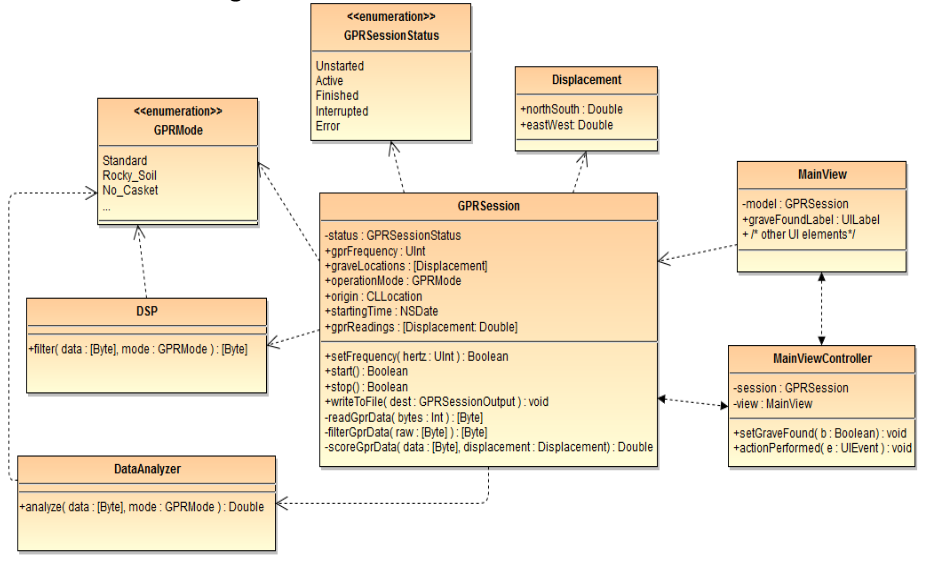 <<enumeration>>
GPRSessionStatus
Unstarted
Active
Finished
Interrupted
Error
Displacement
+northSouth : Double
+eastWest: Double
<<enumeration>>
GPRMode
Standard
Rocky_Soil
No_Casket
...
MainView
-model : GPRSession
+graveFoundLabel : UILabel
+ /* other UI elements*/
GPRSession
-status : GPRSessionStatus
+gprFrequency : UInt
+graveLocations : [Displacement]
+operationMode : GPRMode
+origin : CLLocation
+startingTime : NSDate
+gprReadings : [Displacement: Double]
+setFrequency( hertz : UInt ) : Boolean
+start() : Boolean
+stop() : Boolean
+writeToFile( dest : GPRSessionOutput ) : void
-readGprData( bytes : Int ) : [Byte]
-filterGprData( raw : [Byte] ) : [Byte]
-scoreGprData( data : [Byte], displacement : Displacement) : Double
DSP
+filter( data : [Byte], mode : GPRMode ) : [Byte]
MainViewController
-session : GPRSession
-view : MainView
+setGraveFound( b : Boolean) : void
+actionPerformed( e : UIEvent ) : void
DataAnalyzer
+analyze( data : [Byte], mode : GPRMode ) : Double